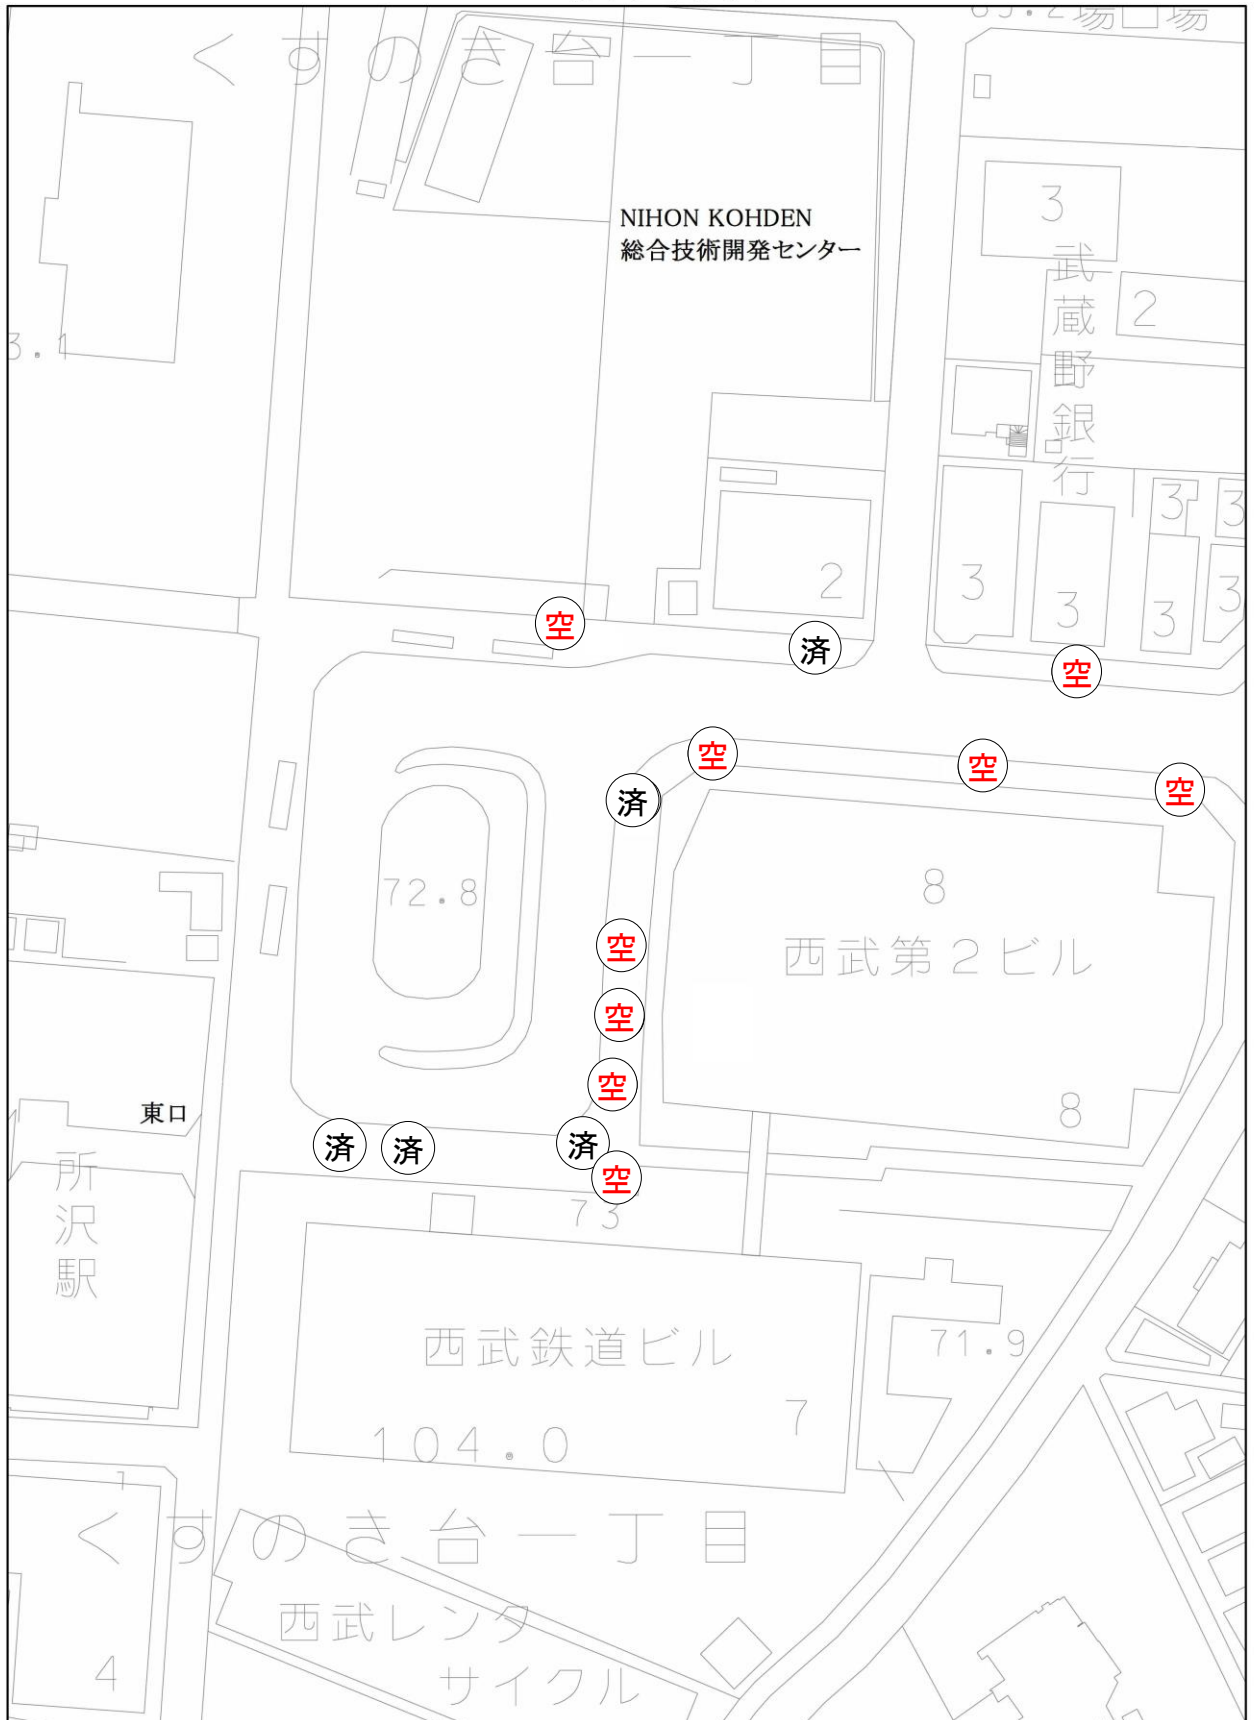 くすのき台一丁目
NIHON KOHDEN
総合技術開発センター
3
武蔵野銀行
2
3.1
3
3
2
3
3
3
3
空
済
空
空
空
空
済
72.8
8
西武第2ビル
空
空
空
8
東口
済
済
済
空
所沢駅
73
西武鉄道ビル
71.9
7
104.0
くすのき台一丁目
西武レンタ
サイクル
4